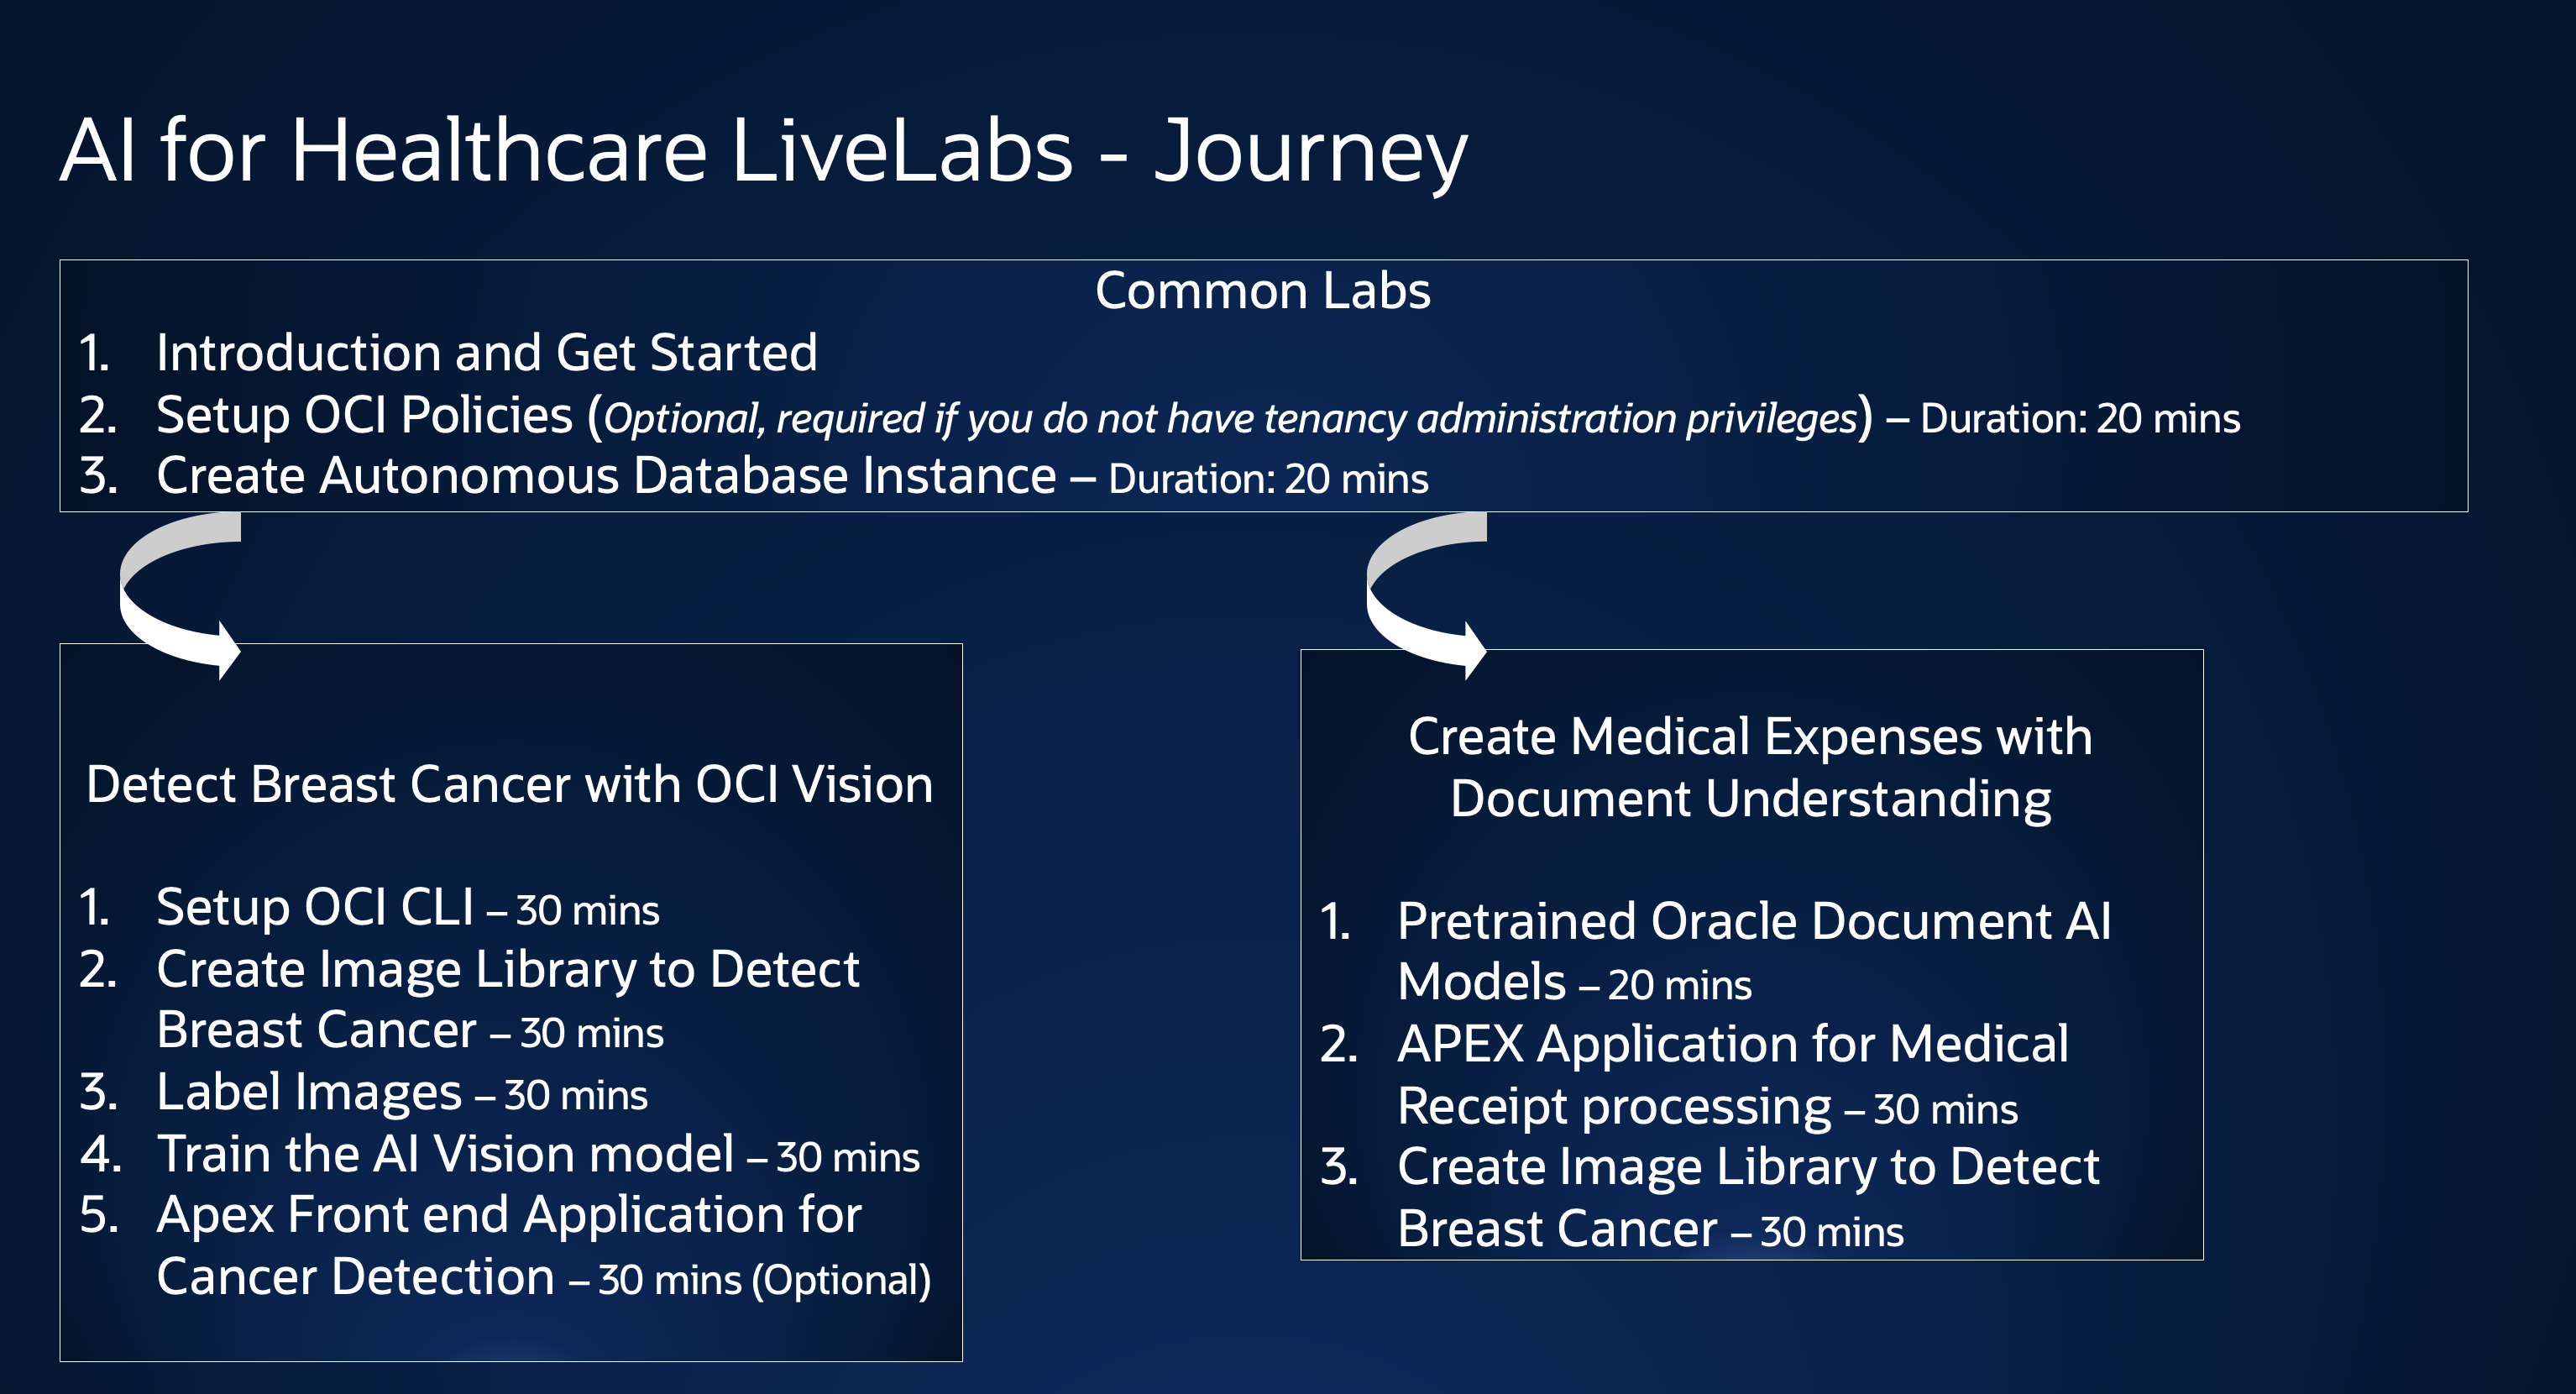 AI for Healthcare LiveLabs - Journey
Common Labs
1. Introduction and Get Started
2. Setup OCI Policies (Optional, required if you do not have tenancy administration privileges) – Duration: 20 mins
3. Create Autonomous Database Instance – Duration: 20 mins
Detect Breast Cancer with OCI Vision
1. Setup OCI CLI – 30 mins
2. Create Image Library to Detect
Breast Cancer – 30 mins
3. Label Images – 30 mins
4. Train the AI Vision model – 30 mins
5. Apex Front end Application for
Cancer Detection – 30 mins (Optional)
Create Medical Expenses with
Document Understanding
1. Pretrained Oracle Document AI
Models – 20 mins
2. APEX Application for Medical
Receipt processing – 30 mins
3. Create Image Library to Detect
Breast Cancer – 30 mins